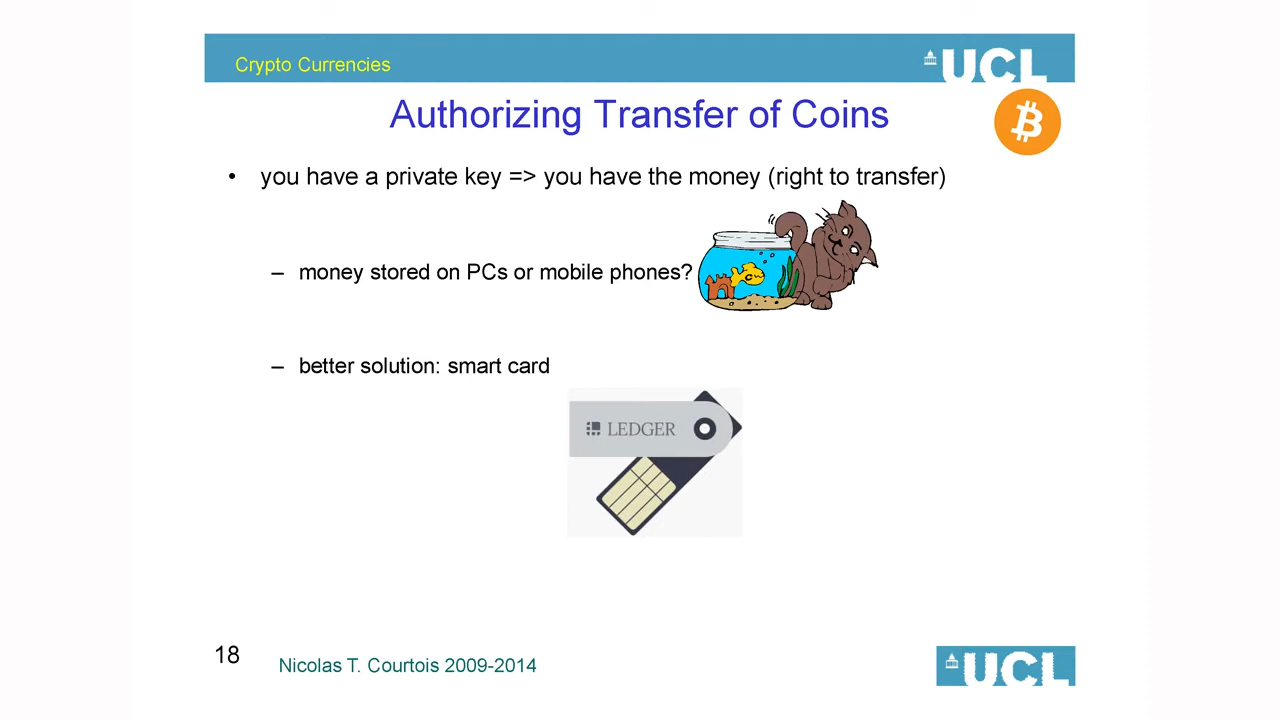 Crypto Currencies
UCL
Authorizing Transfer of Coins
• you have a private key => you have the money (right to transfer)
– money stored on PCs or mobile phones?
– better solution: smart card
LEDGER
18
Nicolas T. Courtois 2009-2014
UCL